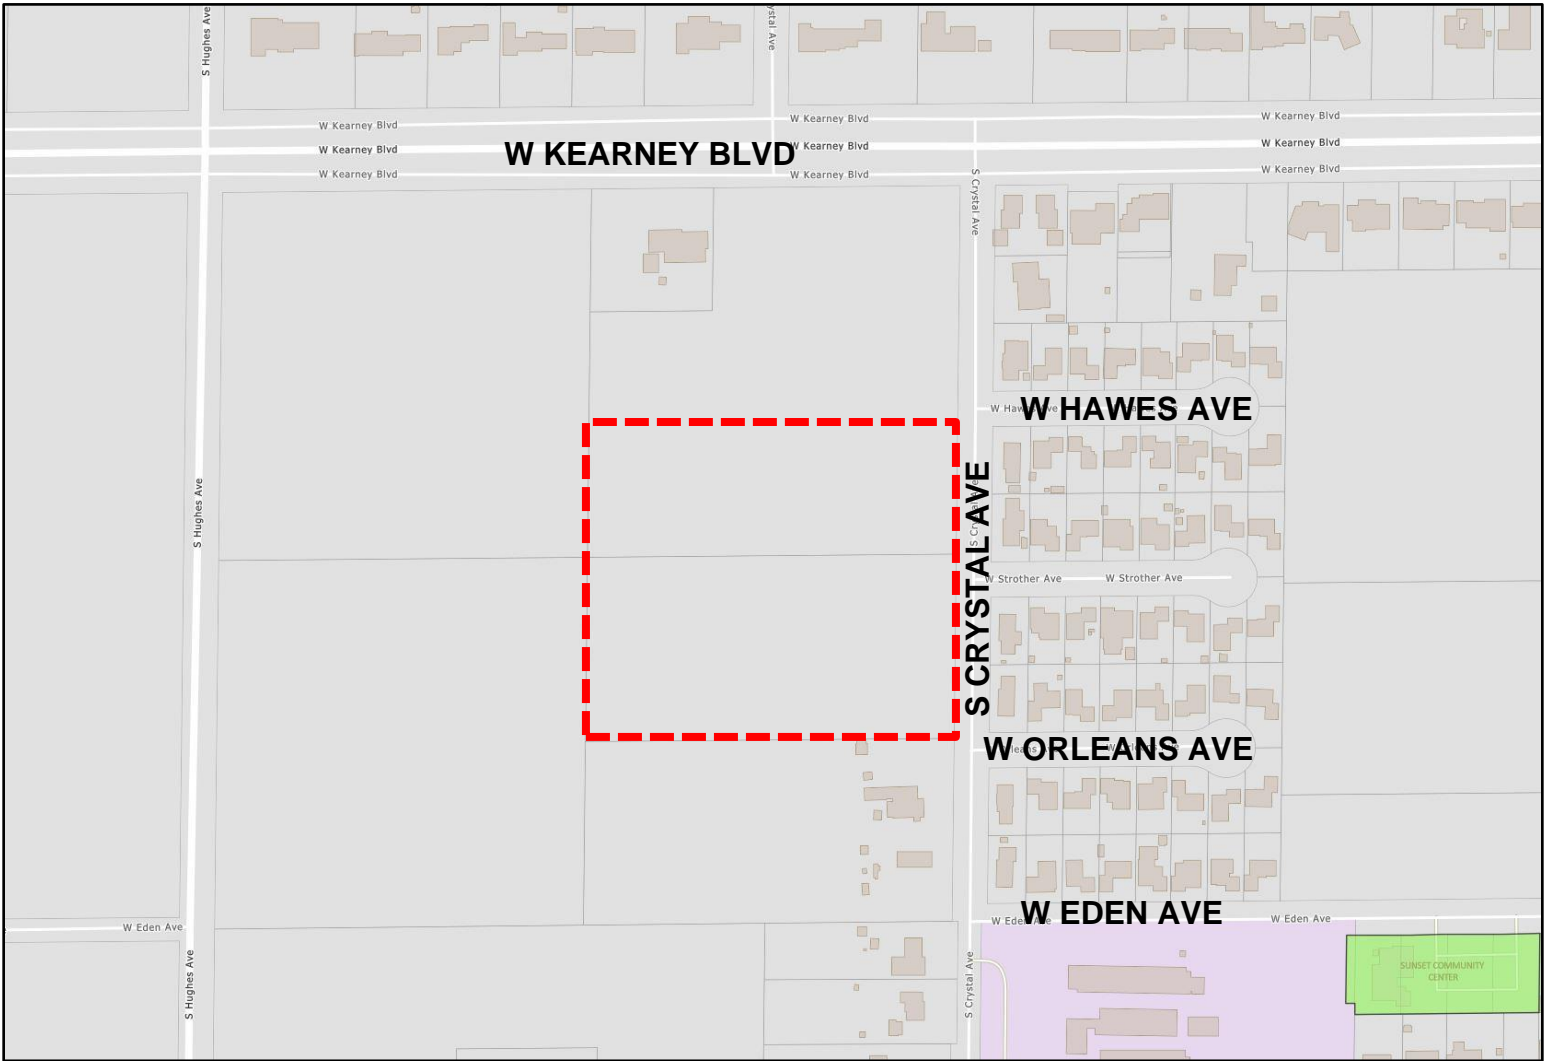 S Hughes Ave
ystal Ave
W Kearney Blvd
W Kearney Blvd
W Kearney Blvd
W Kearney Blvd
W KEARNEY BLVD
W Kearney Blvd
W Kearney Blvd
W Kearney Blvd
W Kearney Blvd
W Kearney Blvd
S Crystal Ave
W HAWES AVE
S Hughes Ave
S CRYSTAL AVE
W Strother Ave
W Strother Ave
W ORLEANS AVE
W Eden Ave
W EDEN AVE
W Eden Ave
S Hughes Ave
S Crystal Ave
SUNSET COMMUNITY
CENTER